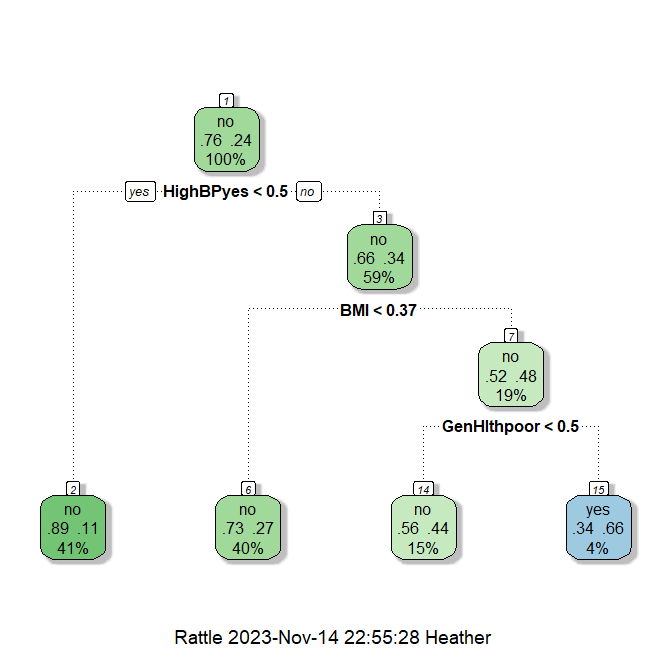 1
no
.76 .24
100%
yes HighBPyes < 0.5 no
3
no
.66 .34
59%
BMI < 0.37
7
no
.52 .48
19%
GenHlthpoor < 0.5
2
no
.89 .11
41%
6
no
.73 .27
40%
14
no
.56 .44
15%
15
yes
.34 .66
4%
Rattle 2023-Nov-14 22:55:28 Heather